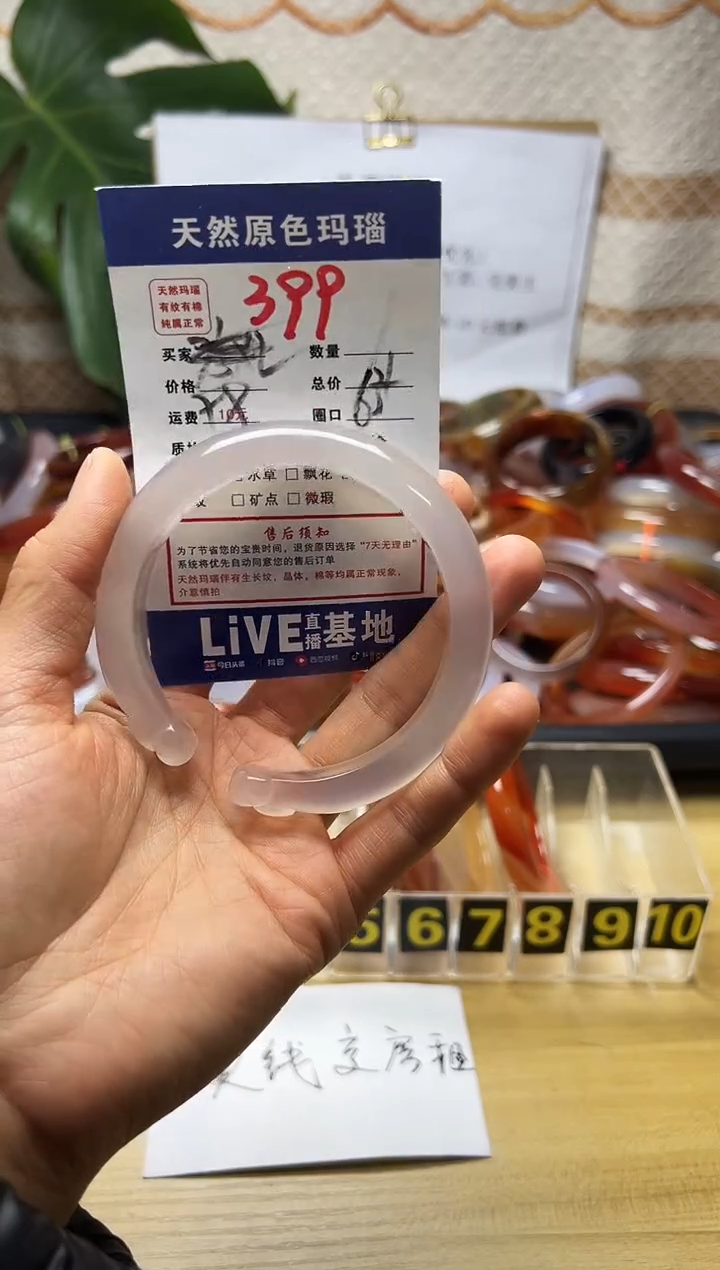 天然原色玛瑙
天然玛瑙
有纹有棉
纯属正常
399
买家
数量
价格
总价
运费 10元
圈口
水草 □ 飘花
□ 矿点 □ 微瑕
售后须知
为了节省您的宝贵时间，退货原因选择“7天无理由”
系统将优先自动同意您的售后订单
天然玛瑙伴有生长纹，晶体，棉等均属正常现象，
介意慎拍
LiVE直播基地
今日头条 抖音 西瓜视频
6 7 8 9 10
线交房租